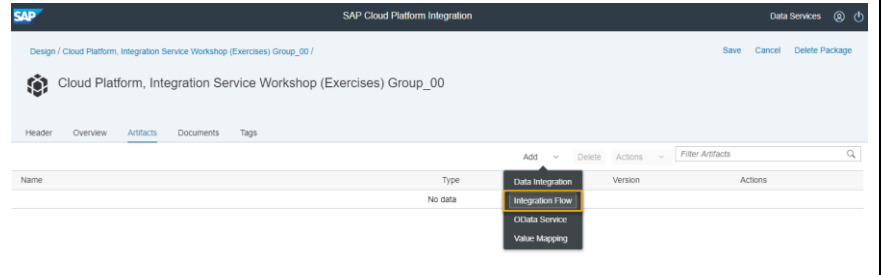 SAP SAP Cloud Platform Integration Data Services
Design / Cloud Platform, Integration Service Workshop (Exercises) Group_00 / Save Cancel Delete Package
Cloud Platform, Integration Service Workshop (Exercises) Group_00
Header Overview Artifacts Documents Tags
Add Delete Actions Filter Artifacts
Name Type Version Actions
No data
Data Integration
Integration Flow
OData Service
Value Mapping